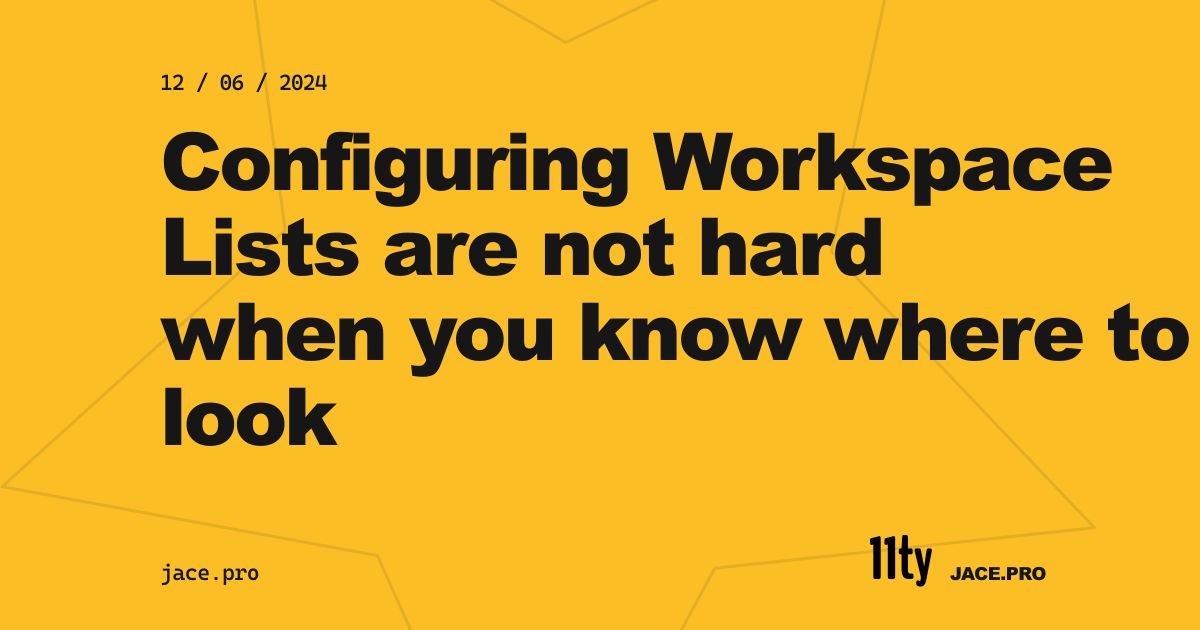 12 / 06 / 2024
Configuring Workspace
Lists are not hard
when you know where to
look
jace.pro
11ty JACE.PRO